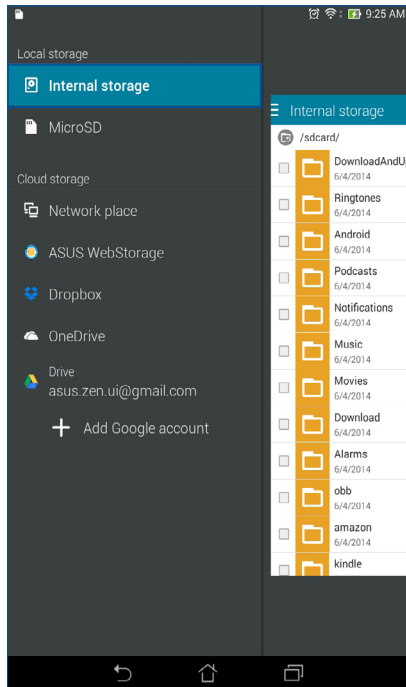 9:25 AM
Local storage
Internal storage
MicroSD
Cloud storage
Network place
ASUS WebStorage
Dropbox
OneDrive
Drive
asus.zen.ui@gmail.com
Add Google account
Internal storage
/sdcard/
DownloadAndU
6/4/2014
Ringtones
6/4/2014
Android
6/4/2014
Podcasts
6/4/2014
Notifications
6/4/2014
Music
6/4/2014
Movies
6/4/2014
Download
6/4/2014
Alarms
6/4/2014
obb
6/4/2014
amazon
6/4/2014
kindle